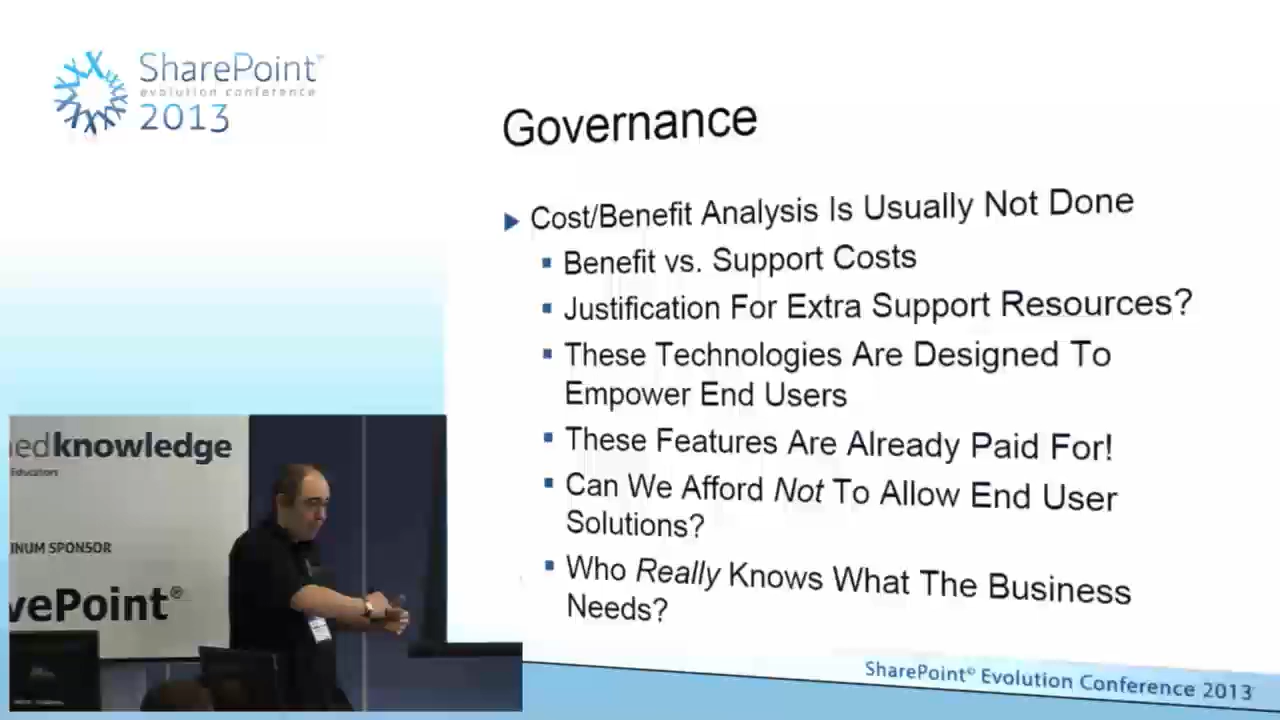 SharePoint™
evolution conference
2013
Governance
Cost/Benefit Analysis Is Usually Not Done
Benefit vs. Support Costs
Justification For Extra Support Resources?
These Technologies Are Designed To
Empower End Users
These Features Are Already Paid For!
Can We Afford Not To Allow End User
Solutions?
Who Really Knows What The Business
Needs?
nedknowledge
Educators
INUM SPONSOR
vePoint®
SharePoint® Evolution Conference 2013